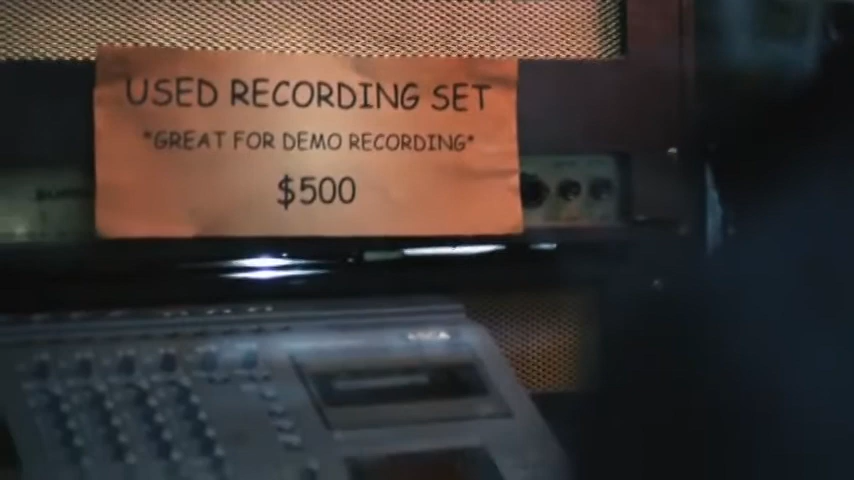 USED RECORDING SET
*GREAT FOR DEMO RECORDING*
$500